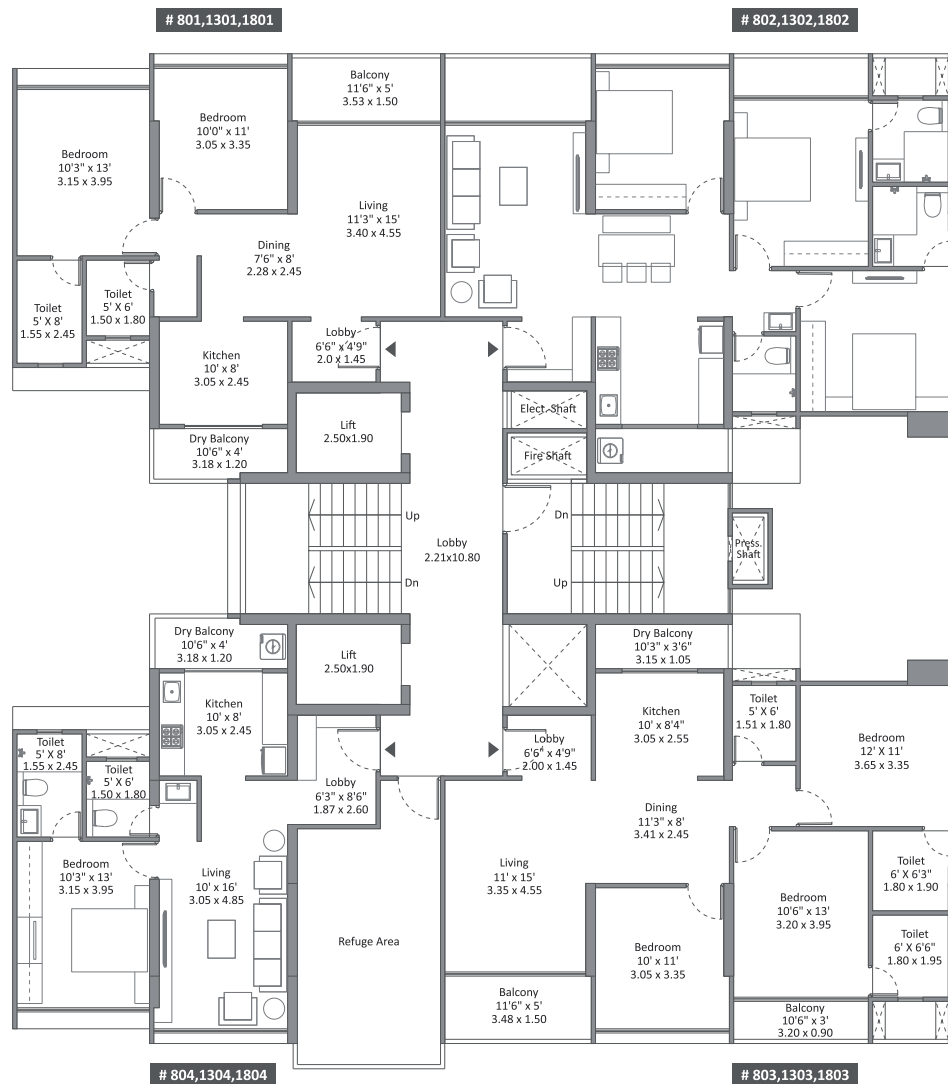 # 801,1301,1801
# 802,1302,1802
Balcony
11'6" x 5'
3.53 x 1.50
Bedroom
10'0" x 11'
3.05 x 3.35
Bedroom
10'3" x 13'
3.15 x 3.95
Living
11'3" x 15'
3.40 x 4.55
Dining
7'6" x 8'
2.28 x 2.45
Toilet
5' X 8'
1.55 x 2.45
Toilet
5' X 6'
1.50 x 1.80
Lobby
6'6" x 4'9"
2.0 x 1.45
Kitchen
10' x 8'
3.05 x 2.45
Lift
2.50x1.90
Elect. Shaft
Dry Balcony
10'6" x 4'
3.18 x 1.20
Fire Shaft
Up
Dn
Lobby
2.21x10.80
Press.
Shaft
Dn
Up
Dry Balcony
10'6" x 4'
3.18 x 1.20
Lift
2.50x1.90
Dry Balcony
10'3" x 3'6"
3.15 x 1.05
Kitchen
10' x 8'
3.05 x 2.45
Kitchen
10' x 8'4"
3.05 x 2.55
Toilet
5' X 6'
1.51 x 1.80
Bedroom
12' X 11'
3.65 x 3.35
Toilet
5' X 8'
1.55 x 2.45
Toilet
5' X 6'
1.50 x 1.80
Lobby
6'3" x 8'6"
1.87 x 2.60
Lobby
6'6" x 4'9"
2.00 x 1.45
Dining
11'3" x 8'
3.41 x 2.45
Bedroom
10'3" x 13'
3.15 x 3.95
Living
10' x 16'
3.05 x 4.85
Living
11' x 15'
3.35 x 4.55
Toilet
6' X 6'3"
1.80 x 1.90
Bedroom
10'6" x 13'
3.20 x 3.95
Refuge Area
Bedroom
10' x 11'
3.05 x 3.35
Toilet
6' X 6'6"
1.80 x 1.95
Balcony
11'6" x 5'
3.48 x 1.50
Balcony
10'6" x 3'
3.20 x 0.90
# 804,1304,1804
# 803,1303,1803